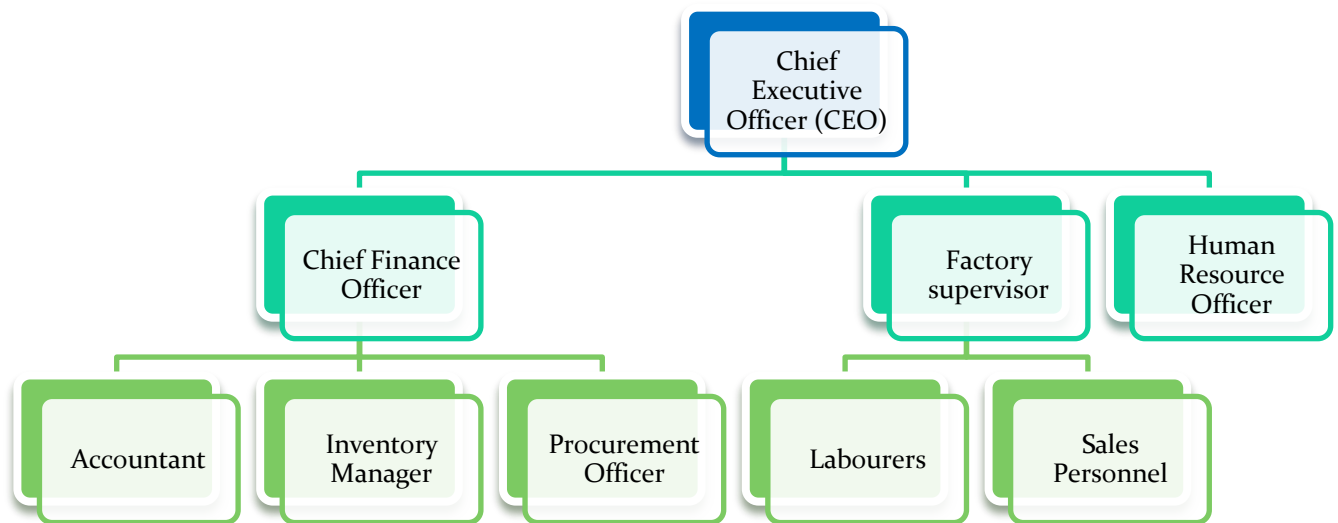 Chief
Executive
Officer (CEO)
Chief Finance
Officer
Factory
supervisor
Human
Resource
Officer
Accountant
Inventory
Manager
Procurement
Officer
Labourers
Sales
Personnel